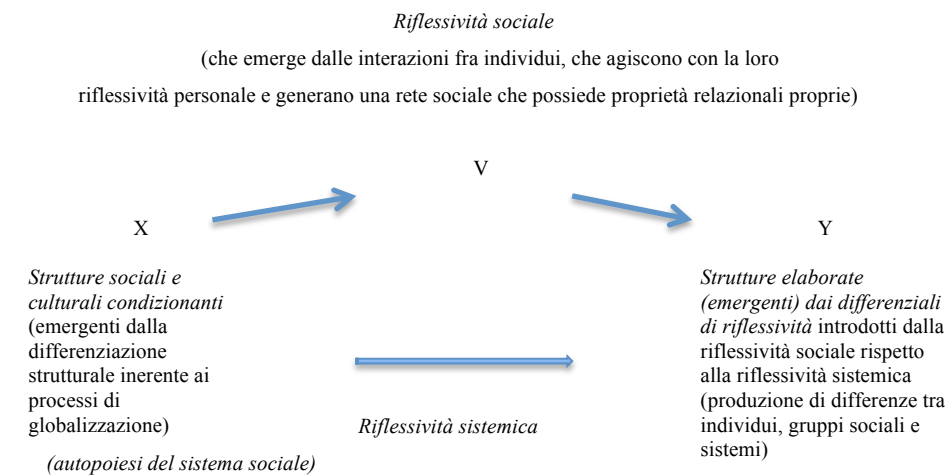 Riflessività sociale
(che emerge dalle interazioni fra individui, che agiscono con la loro
riflessività personale e generano una rete sociale che possiede proprietà relazionali proprie)
V
X
Y
Strutture sociali e
culturali condizionanti
(emergenti dalla
differenziazione
strutturale inerente ai
processi di
globalizzazione)
(autopoiesi del sistema sociale)
Riflessività sistemica
Strutture elaborate
(emergenti) dai differenziali
di riflessività introdotti dalla
riflessività sociale rispetto
alla riflessività sistemica
(produzione di differenze tra
individui, gruppi sociali e
sistemi)